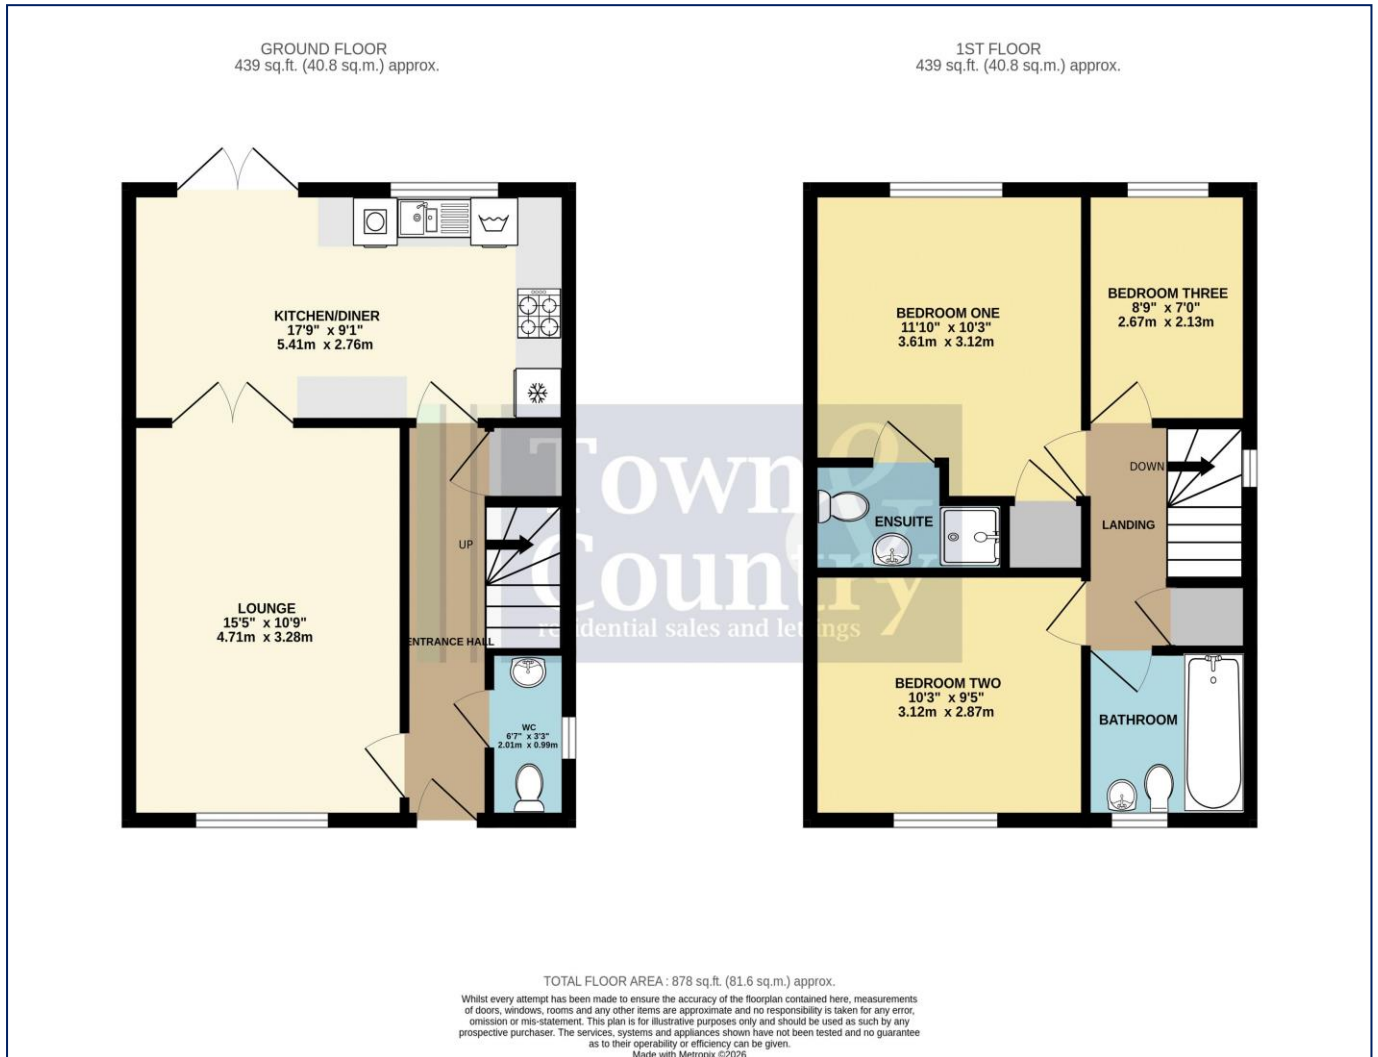 GROUND FLOOR
439 sq.ft. (40.8 sq.m.) approx.
1ST FLOOR
439 sq.ft. (40.8 sq.m.) approx.
KITCHEN/DINER
17'9" x 9'1"
5.41m x 2.76m
BEDROOM ONE
11'10" x 10'3"
3.61m x 3.12m
BEDROOM THREE
8'9" x 7'0"
2.67m x 2.13m
DOWN
ENSUITE
LANDING
UP
LOUNGE
15'5" x 10'9"
4.71m x 3.28m
ENTRANCE HALL
WC
6'7" x 3'3"
2.01m x 0.99m
BEDROOM TWO
10'3" x 9'5"
3.12m x 2.87m
BATHROOM
Town &
Country
residential sales and lettings
TOTAL FLOOR AREA : 878 sq.ft. (81.6 sq.m.) approx.
Whilst every attempt has been made to ensure the accuracy of the floorplan contained here, measurements
of doors, windows, rooms and any other items are approximate and no responsibility is taken for any error,
omission or mis-statement. This plan is for illustrative purposes only and should be used as such by any
prospective purchaser. The services, systems and appliances shown have not been tested and no guarantee
as to their operability or efficiency can be given.
Made with Metropix ©2026